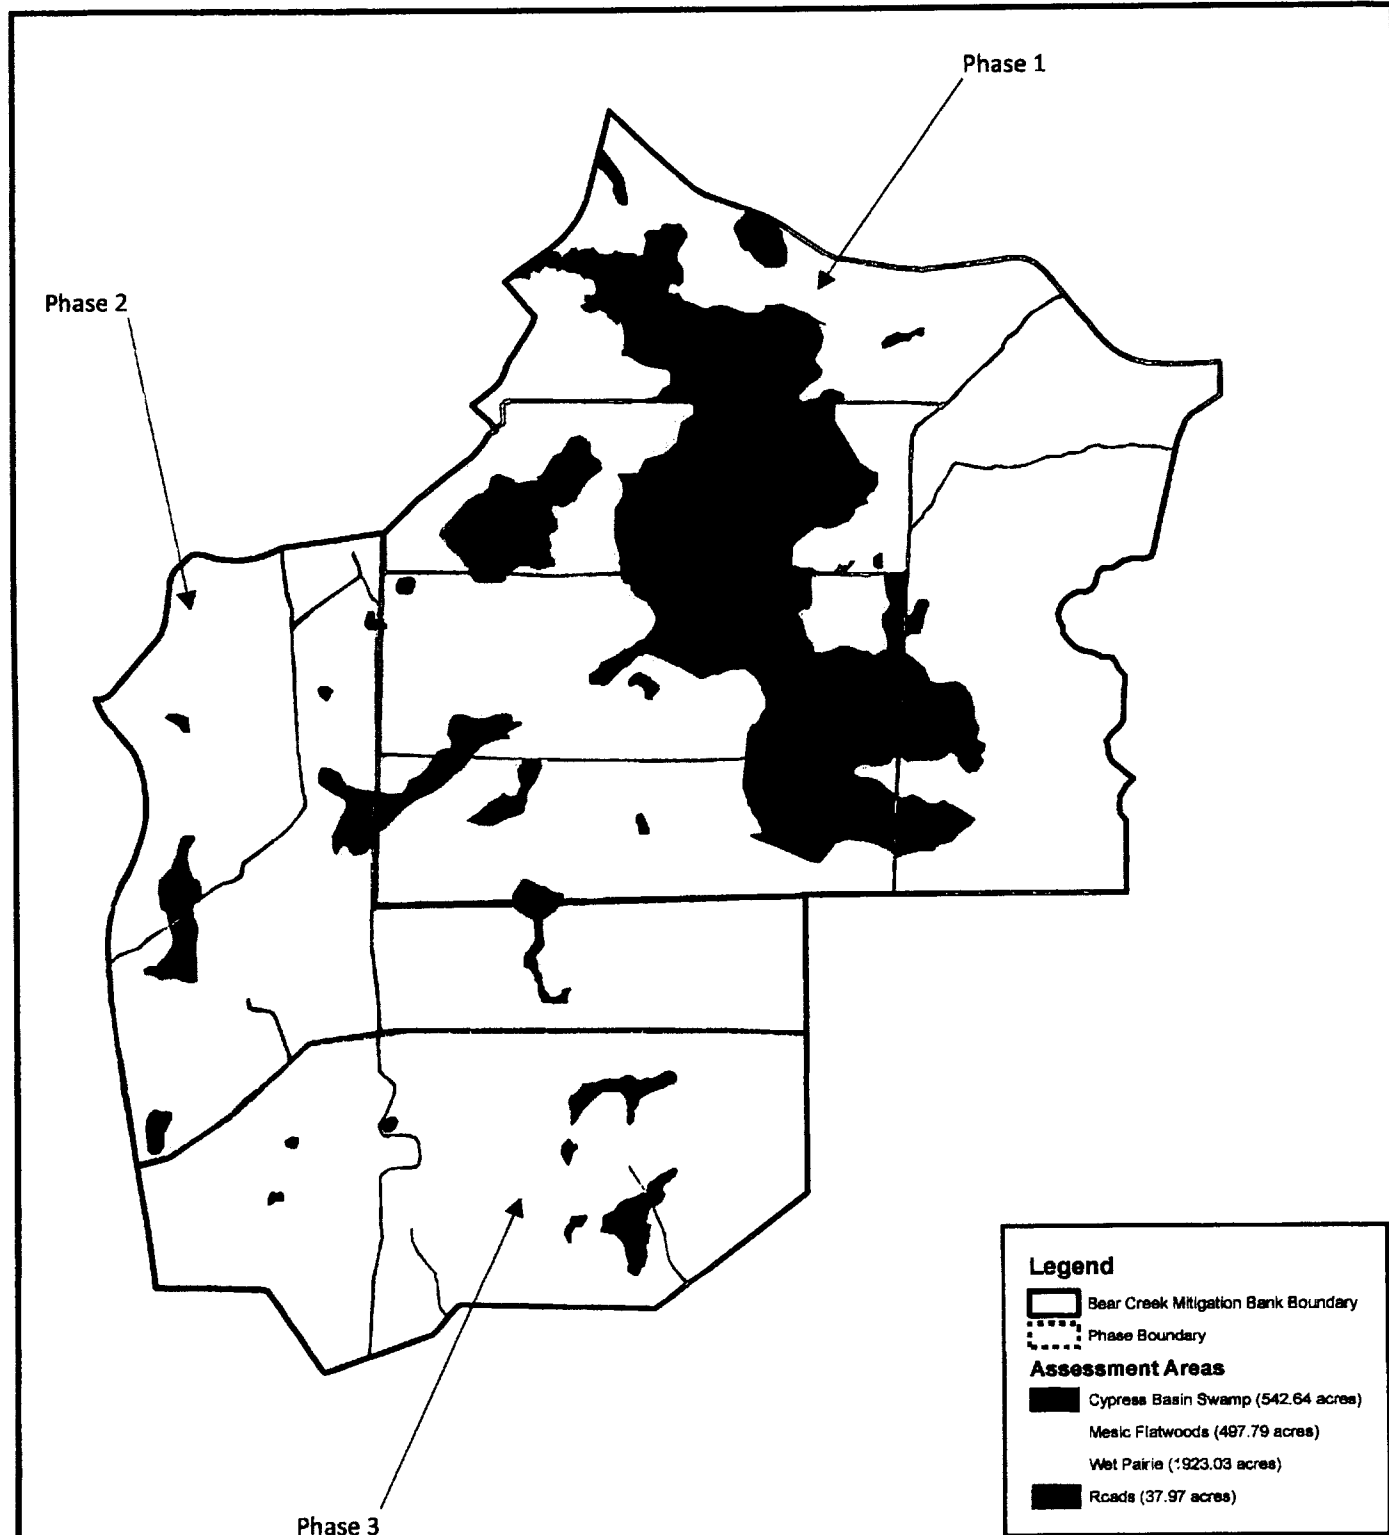 Phase 1
Phase 2
Phase 3
Legend
Bear Creek Mitigation Bank Boundary
Phase Boundary
Assessment Areas
Cypress Basin Swamp (542.64 acres)
Mesic Flatwoods (497.79 acres)
Wet Pairie (1923.03 acres)
Roads (37.97 acres)